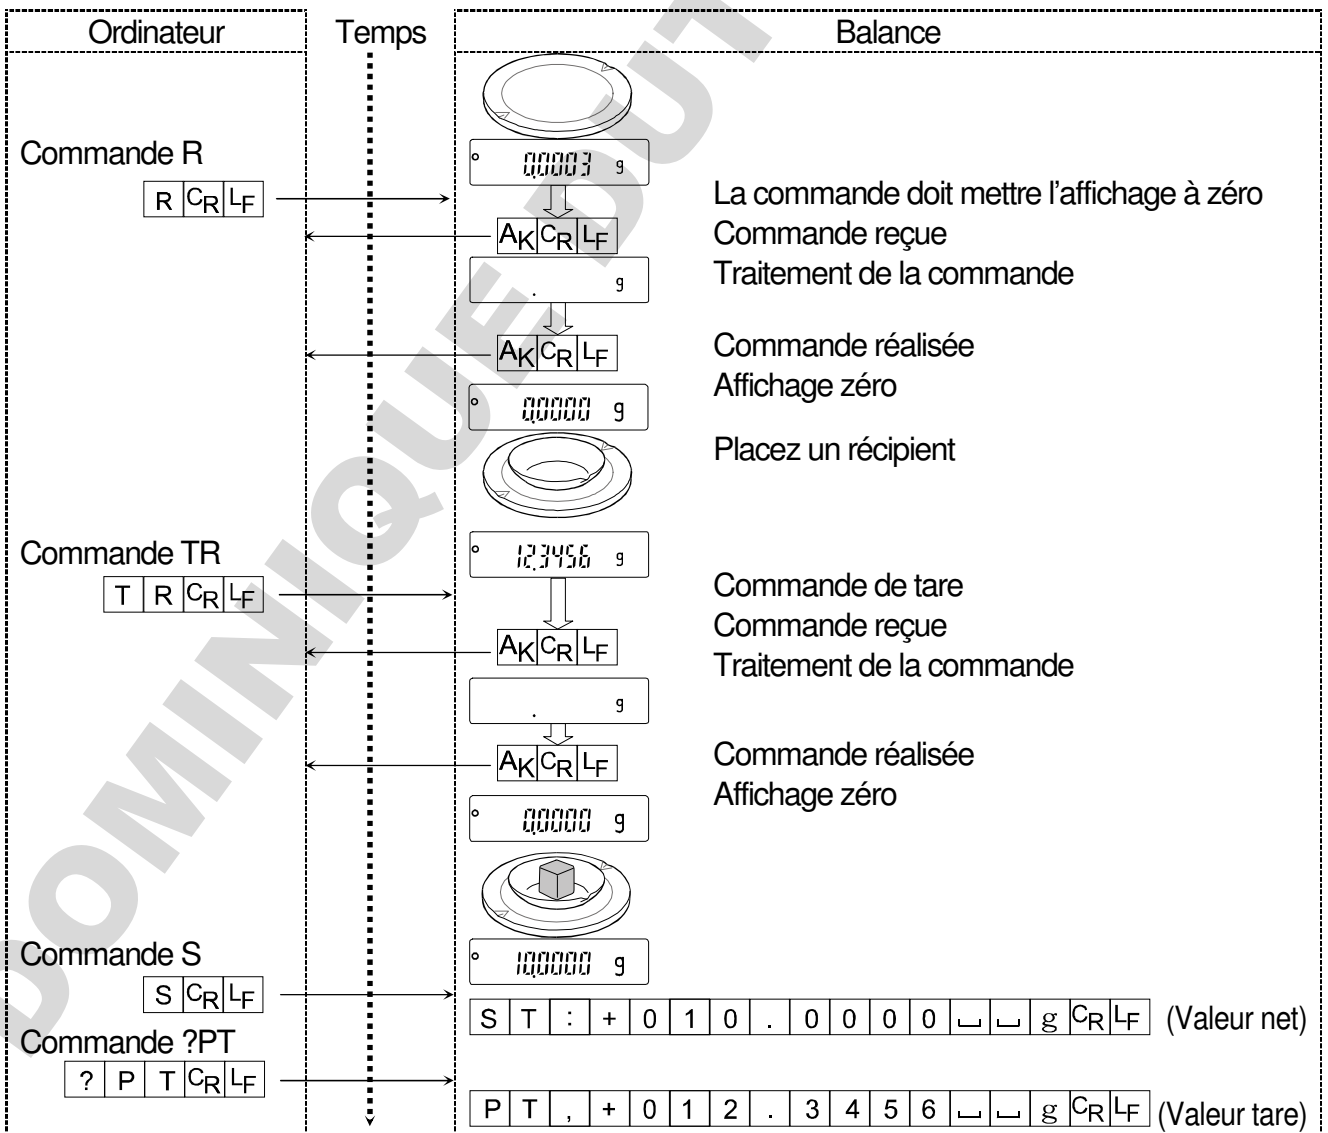 Ordinateur Temps Balance
Commande R
0.0003 g
R CR LF
La commande doit mettre l'affichage à zéro
AK CR LF Commande reçue
. g Traitement de la commande
AK CR LF Commande réalisée
0.0000 g Affichage zéro
Placez un récipient
Commande TR
12.3456 g
T R CR LF
Commande de tare
AK CR LF Commande reçue
Traitement de la commande
. g
AK CR LF Commande réalisée
0.0000 g Affichage zéro
Commande S
10.0000 g
S CR LF
S T : + 0 1 0 . 0 0 0 0 ⎵ ⎵ g CR LF (Valeur net)
Commande ?PT
? P T CR LF
P T , + 0 1 2 . 3 4 5 6 ⎵ ⎵ g CR LF (Valeur tare)
DOMINIQUE DUT